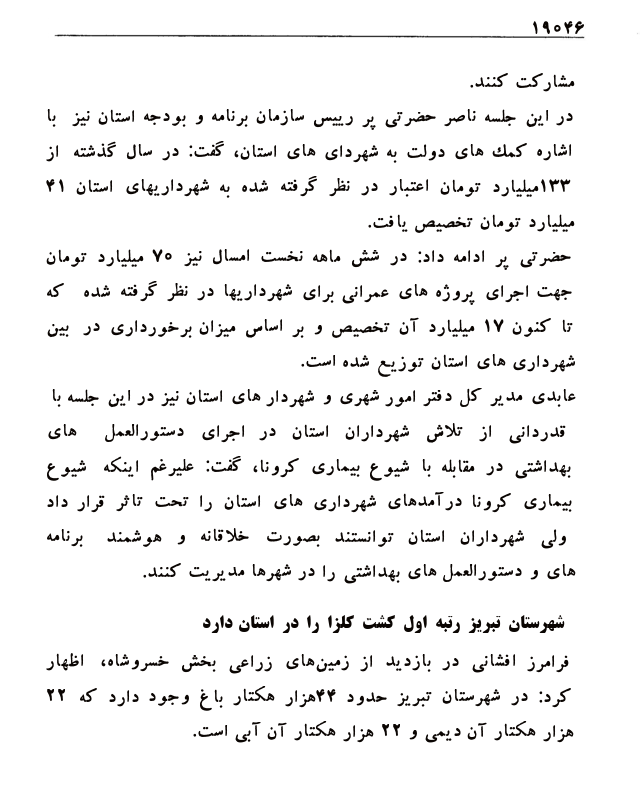 ۱۹۰۴۶
مشارکت کنند.
در این جلسه ناصر حضرتی پر رییس سازمان برنامه و بودجه استان نیز با
اشاره کمك های دولت به شهردای های استان، گفت: در سال گذشته از
۱۳۳میلیارد تومان اعتبار در نظر گرفته شده به شهرداریهای استان ۴۱
میلیارد تومان تخصیص یافت.
حضرتی پر ادامه داد: در شش ماهه نخست امسال نیز ۷۰ میلیارد تومان
جهت اجرای پروژه های عمرانی برای شهرداریها در نظر گرفته شده که
تا کنون ۱۷ میلیارد آن تخصیص و بر اساس میزان برخورداری در بین
شهرداری های استان توزیع شده است.
عابدی مدیر کل دفتر امور شهری و شهردار های استان نیز در این جلسه با
قدردانی از تلاش شهرداران استان در اجرای دستورالعمل های
بهداشتی در مقابله با شیوع بیماری کرونا، گفت: علیرغم اینکه شیوع
بیماری کرونا درآمدهای شهرداری های استان را تحت تاثر قرار داد
ولی شهرداران استان توانستند بصورت خلاقانه و هوشمند برنامه
های و دستورالعمل های بهداشتی را در شهرها مدیریت کنند.
شهرستان تبریز رتبه اول کشت کلزا را در استان دارد
فرامرز افشانی در بازدید از زمین‌های زراعی بخش خسروشاه، اظهار
کرد: در شهرستان تبریز حدود ۴۴هزار هکتار باغ وجود دارد که ۲۲
هزار هکتار آن دیمی و ۲۲ هزار هکتار آن آبی است.